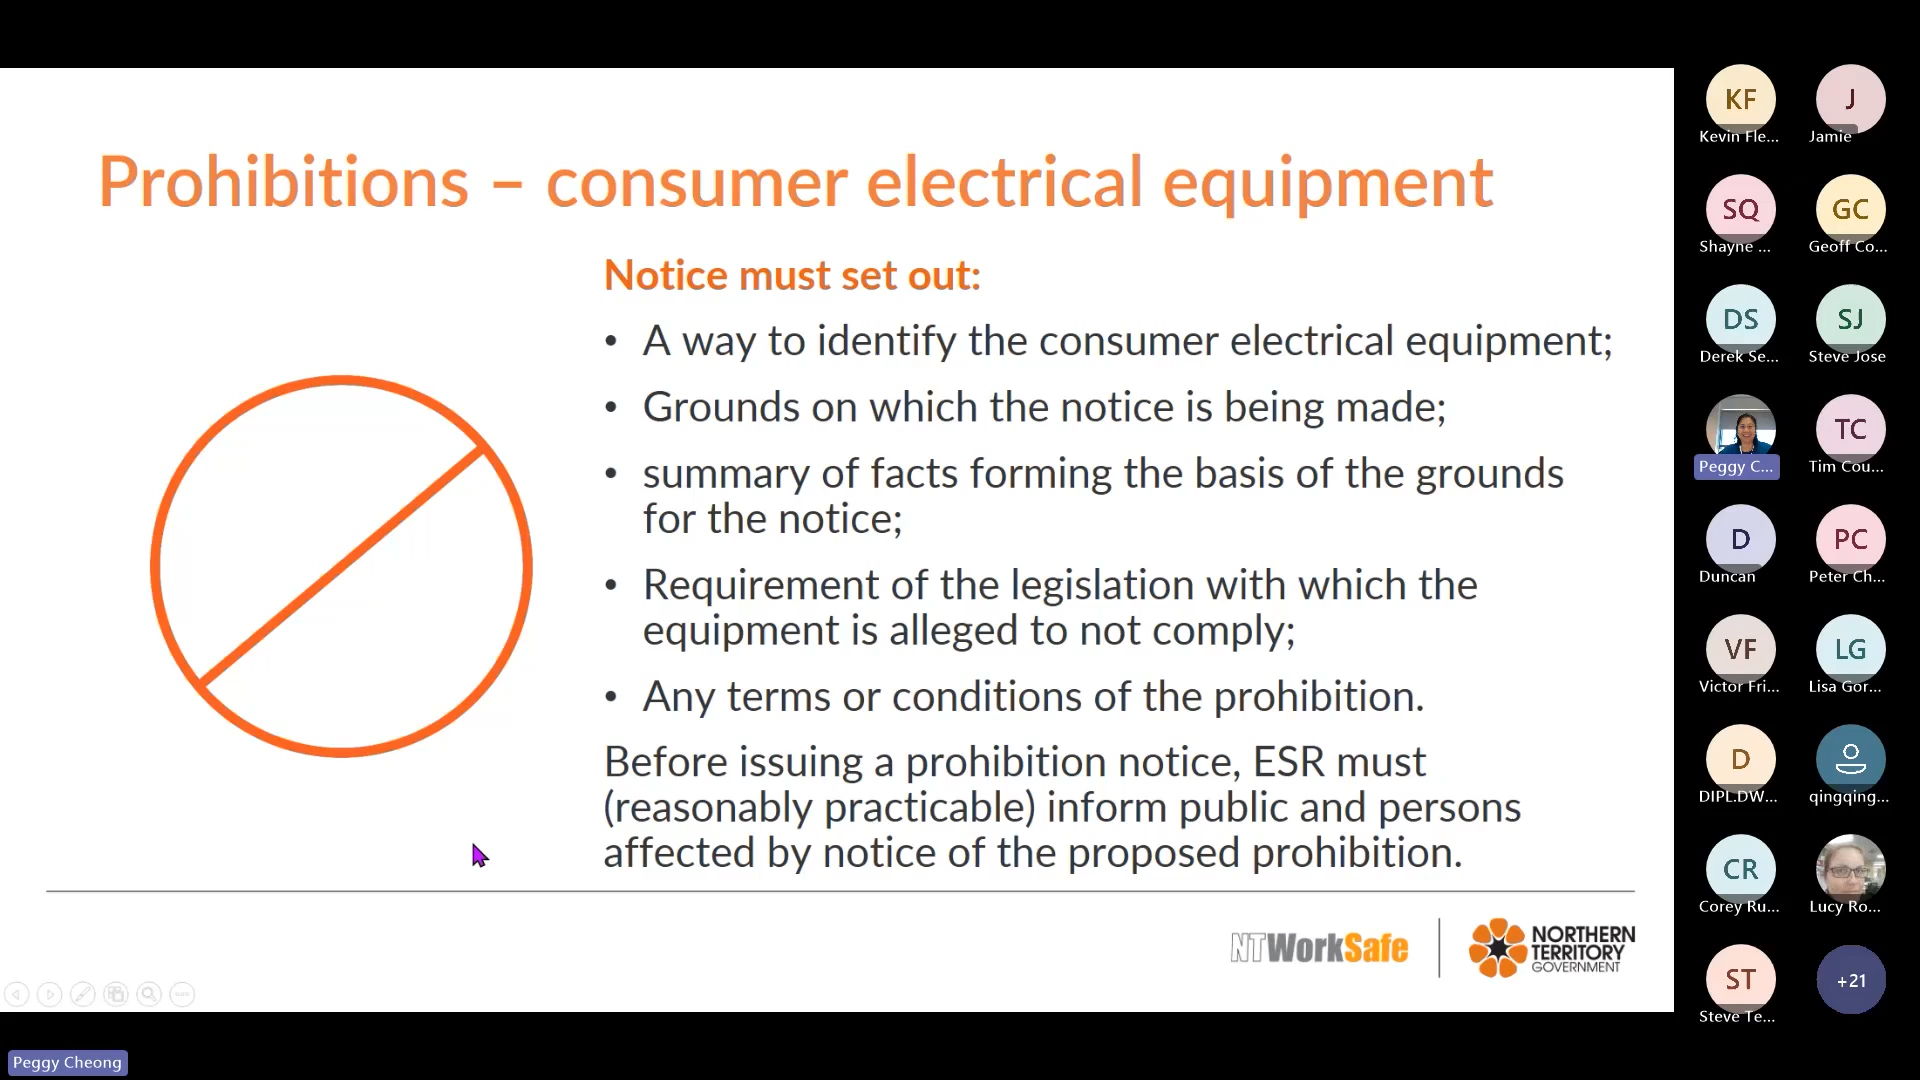 Prohibitions – consumer electrical equipment
Notice must set out:
• A way to identify the consumer electrical equipment;
• Grounds on which the notice is being made;
• summary of facts forming the basis of the grounds
for the notice;
• Requirement of the legislation with which the
equipment is alleged to not comply;
• Any terms or conditions of the prohibition.
Before issuing a prohibition notice, ESR must
(reasonably practicable) inform public and persons
affected by notice of the proposed prohibition.
NTWorkSafe
NORTHERN
TERRITORY
GOVERNMENT
Peggy Cheong
KF
Kevin Fle...
J
Jamie
SQ
Shayne ...
GC
Geoff Co...
DS
Derek Se...
SJ
Steve Jose
Peggy C...
TC
Tim Cou...
D
Duncan
PC
Peter Ch...
VF
Victor Fri...
LG
Lisa Gor...
D
DIPL.DW...
qingqing...
CR
Corey Ru...
Lucy Ro...
ST
Steve Te...
+21